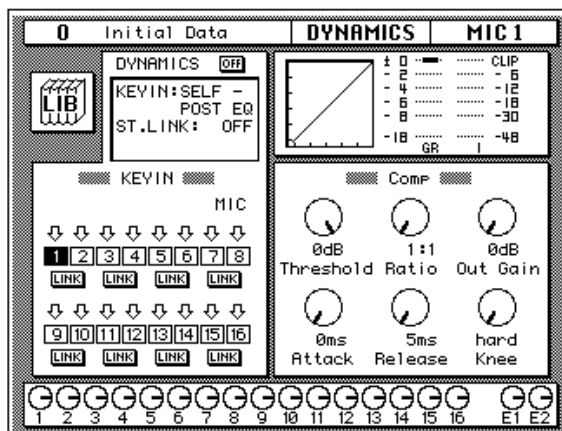 0 Initial Data DYNAMICS MIC 1
DYNAMICS OFF
LIB
KEYIN:SELF -
POST EQ
ST.LINK: OFF
± 0 CLIP
- 2 - 6
- 4 -12
- 6 -18
- 8 -30
-18 -48
GR I
KEYIN
MIC
1 2 3 4 5 6 7 8
LINK LINK LINK LINK
9 10 11 12 13 14 15 16
LINK LINK LINK LINK
Comp
0dB 1:1 0dB
Threshold Ratio Out Gain
0ms 5ms hard
Attack Release Knee
1 2 3 4 5 6 7 8 9 10 11 12 13 14 15 16 E1 E2